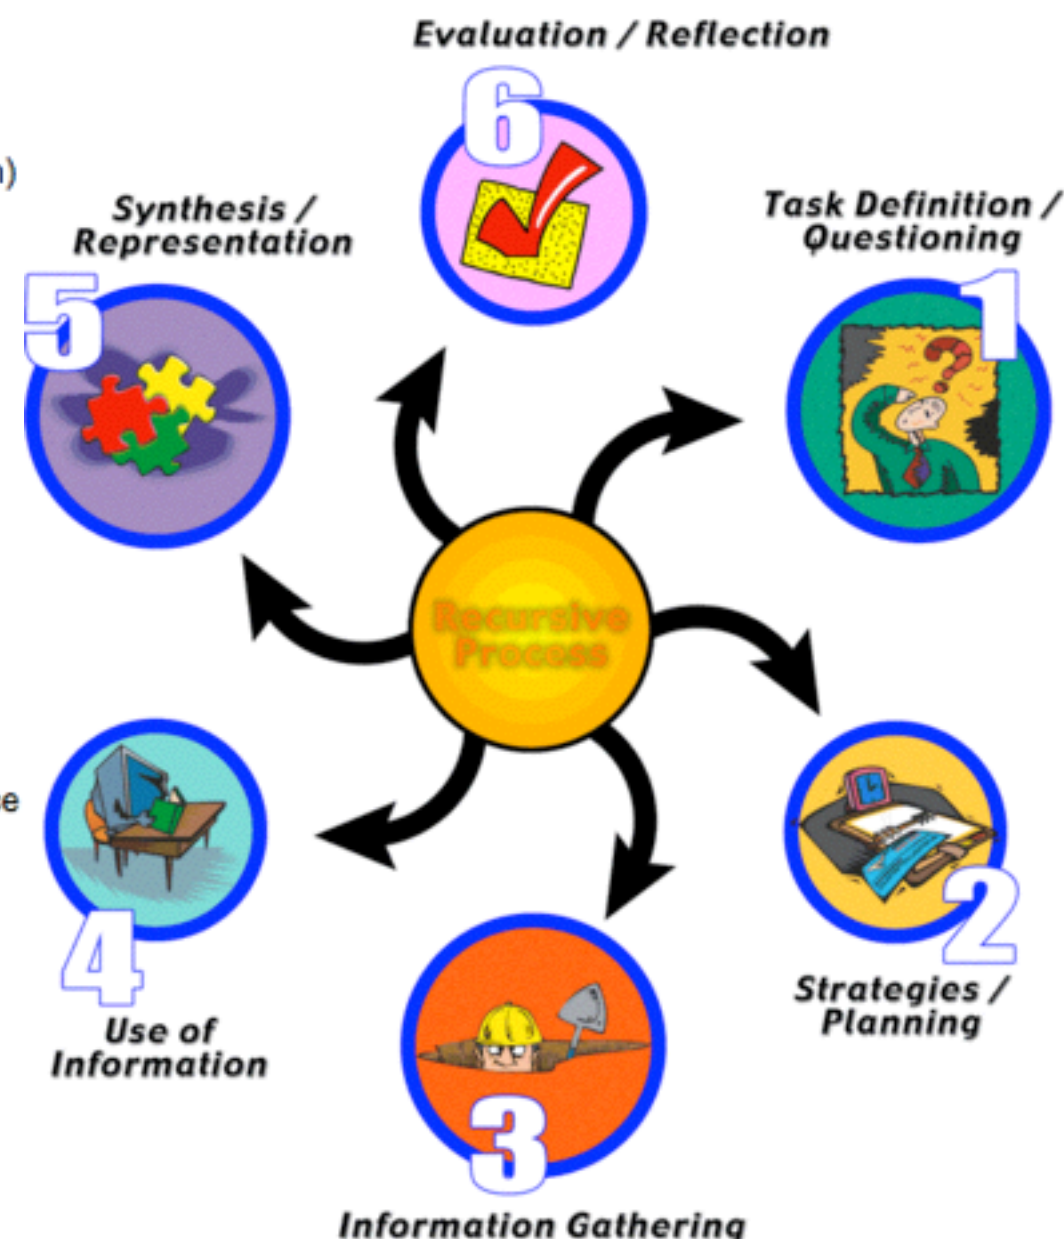 Evaluation / Reflection
6
Synthesis /
Representation
5
Task Definition /
Questioning
1
?
Recursive
Process
4
Use of
Information
2
Strategies /
Planning
3
Information Gathering